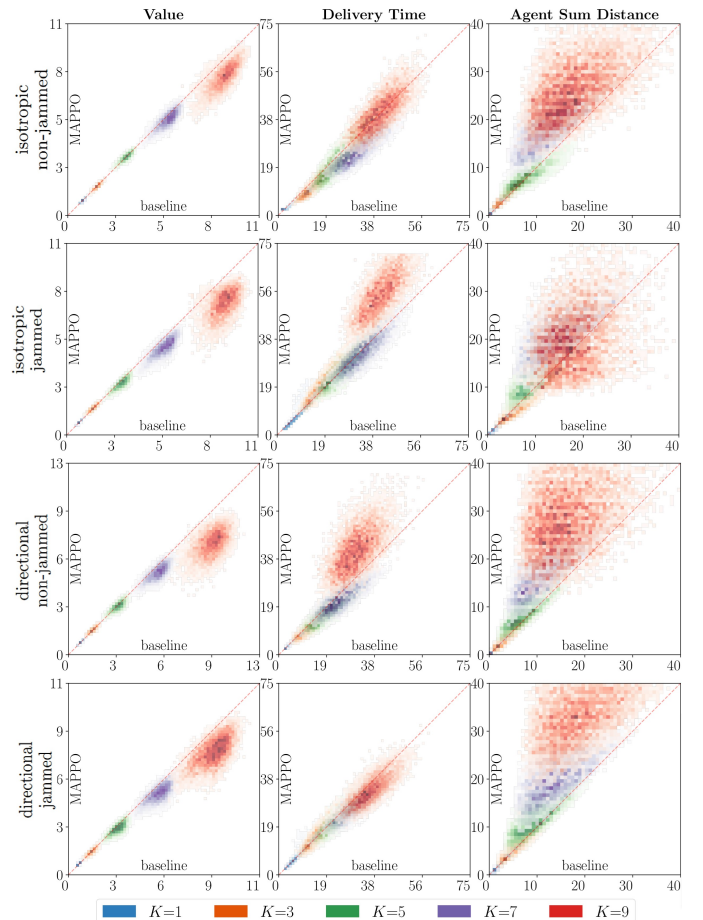 Value
Delivery Time
Agent Sum Distance
isotropic
non-jammed
MAPPO
11
8
5
3
0
baseline
0 3 5 8 11
MAPPO
75
56
38
19
0
baseline
19 38 56 75
MAPPO
40
30
20
10
0
baseline
0 10 20 30 40
isotropic
jammed
MAPPO
11
8
5
3
0
baseline
0 3 5 8 11
MAPPO
75
56
38
19
0
baseline
19 38 56 75
MAPPO
40
30
20
10
0
baseline
0 10 20 30 40
directional
non-jammed
MAPPO
13
9
6
3
0
baseline
0 3 6 9 13
MAPPO
75
56
38
19
0
baseline
19 38 56 75
MAPPO
40
30
20
10
0
baseline
0 10 20 30 40
directional
jammed
MAPPO
11
9
6
3
0
baseline
0 3 6 9 11
MAPPO
75
56
38
19
0
baseline
0 19 38 56 75
MAPPO
40
30
20
10
0
baseline
0 10 20 30 40
K=1 K=3 K=5 K=7 K=9